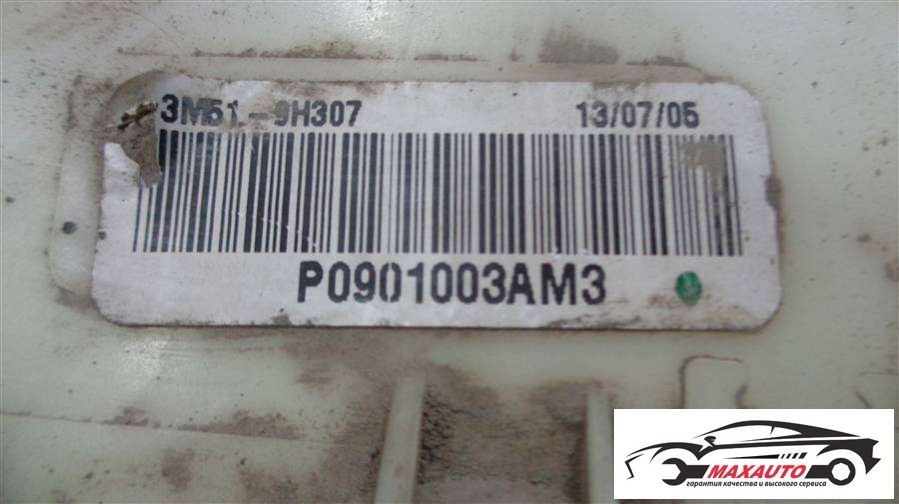 3M51-9H307 13/07/05
P0901003AM3
MAXAUTO
гарантия качества и высокого сервиса